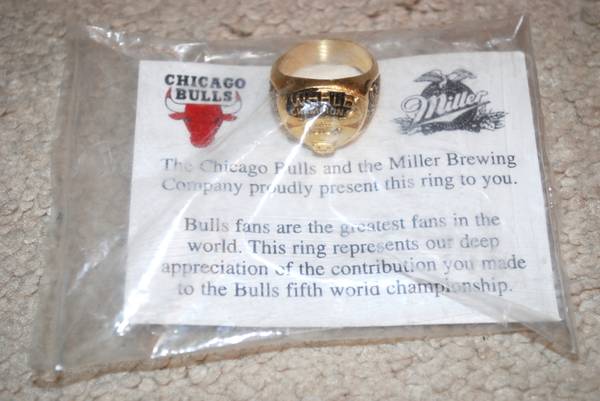 CHICAGO
BULLS
Miller
The Chicago Bulls and the Miller Brewing
Company proudly present this ring to you.
Bulls fans are the greatest fans in the
world. This ring represents our deep
appreciation of the contribution you made
to the Bulls fifth world championship.